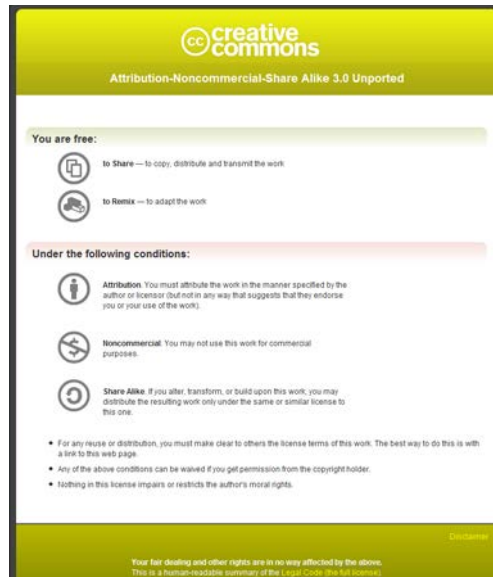 cc creative
commons
Attribution-Noncommercial-Share Alike 3.0 Unported
You are free:
to Share — to copy, distribute and transmit the work
to Remix — to adapt the work
Under the following conditions:
Attribution. You must attribute the work in the manner specified by the
author or licensor (but not in any way that suggests that they endorse
you or your use of the work).
Noncommercial. You may not use this work for commercial
purposes.
Share Alike. If you alter, transform, or build upon this work, you may
distribute the resulting work only under the same or similar license to
this one.
• For any reuse or distribution, you must make clear to others the license terms of this work. The best way to do this is with
a link to this web page.
• Any of the above conditions can be waived if you get permission from the copyright holder.
• Nothing in this license impairs or restricts the author's moral rights.
Disclaimer
Your fair dealing and other rights are in no way affected by the above.
This is a human-readable summary of the Legal Code (the full license).